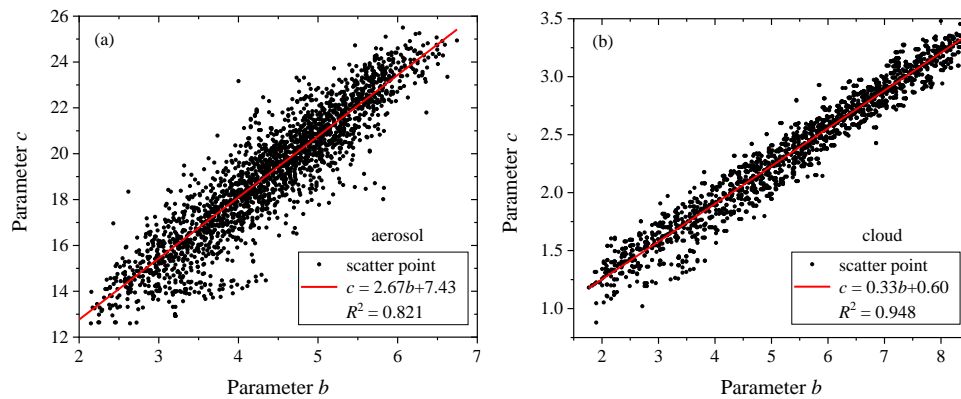 (a)
Parameter c
26
24
22
20
18
16
14
12
aerosol
scatter point
c = 2.67b+7.43
R² = 0.821
2 3 4 5 6 7
Parameter b
(b)
Parameter c
3.5
3.0
2.5
2.0
1.5
1.0
cloud
scatter point
c = 0.33b+0.60
R² = 0.948
2 3 4 5 6 7 8
Parameter b